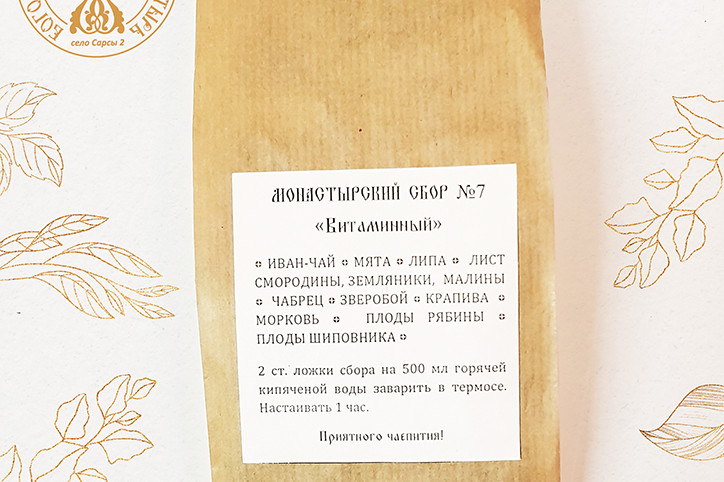 село Сарсы 2
МОНАСТЫРСКИЙ СБОР №7
«Витаминный»
¤ ИВАН-ЧАЙ ¤ МЯТА ¤ ЛИПА ¤ ЛИСТ
СМОРОДИНЫ, ЗЕМЛЯНИКИ, МАЛИНЫ
¤ ЧАБРЕЦ ¤ ЗВЕРОБОЙ ¤ КРАПИВА ¤
МОРКОВЬ ¤ ПЛОДЫ РЯБИНЫ ¤
ПЛОДЫ ШИПОВНИКА ¤
2 ст. ложки сбора на 500 мл горячей
кипяченой воды заварить в термосе.
Настаивать 1 час.
Приятного чаепития!